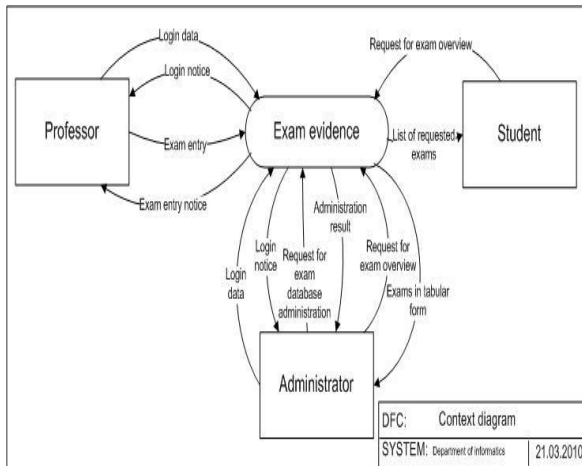 Login data
Login notice
Request for exam overview
Professor
Exam evidence
Student
Exam entry
List of requested
exams
Exam entry notice
Login
data
Login
notice
Request for
exam
database
administration
Administration
result
Request for
exam overview
Exams in tabular
form
Administrator
DFC: Context diagram
SYSTEM: Department of informatics 21.03.2010